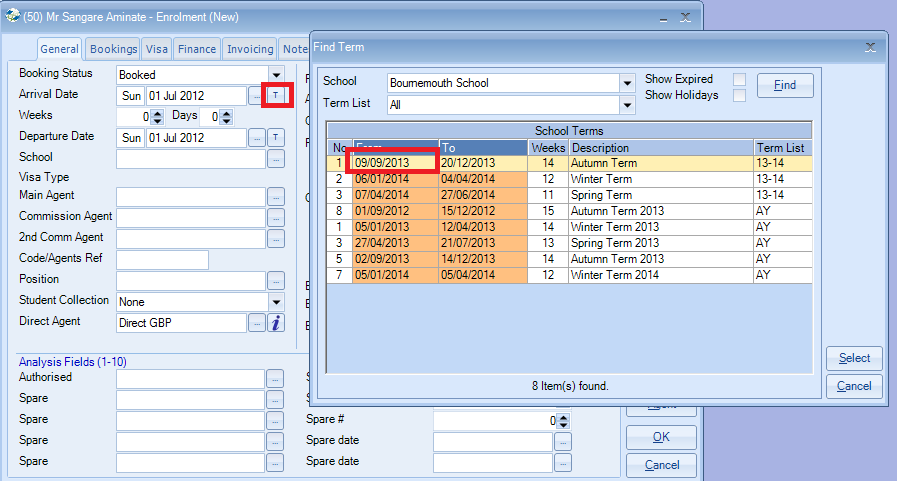 (50) Mr Sangare Aminate - Enrolment (New)
General Bookings Visa Finance Invoicing Note
Booking Status Booked
Arrival Date Sun 01 Jul 2012 ... T
Weeks 0 Days 0
Departure Date Sun 01 Jul 2012 ... T
School ...
Visa Type
Main Agent ...
Commission Agent ...
2nd Comm Agent ...
Code/Agents Ref
Position ...
Student Collection None
Direct Agent Direct GBP ... i
Analysis Fields (1-10)
Authorised ...
Spare ...
Spare ...
Spare ...
Spare ...
Spare # 0
Spare date ...
Spare date ...
OK
Cancel
Find Term
School Bournemouth School Show Expired Find
Term List All Show Holidays
School Terms
No From To Weeks Description Term List
1 09/09/2013 20/12/2013 14 Autumn Term 13-14
2 06/01/2014 04/04/2014 12 Winter Term 13-14
3 07/04/2014 27/06/2014 11 Spring Term 13-14
8 01/09/2012 15/12/2012 15 Autumn Term 2013 AY
1 05/01/2013 12/04/2013 14 Winter Term 2013 AY
3 27/04/2013 21/07/2013 13 Spring Term 2013 AY
5 02/09/2013 14/12/2013 14 Autumn Term 2013 AY
7 05/01/2014 05/04/2014 12 Winter Term 2014 AY
8 Item(s) found.
Select
Cancel